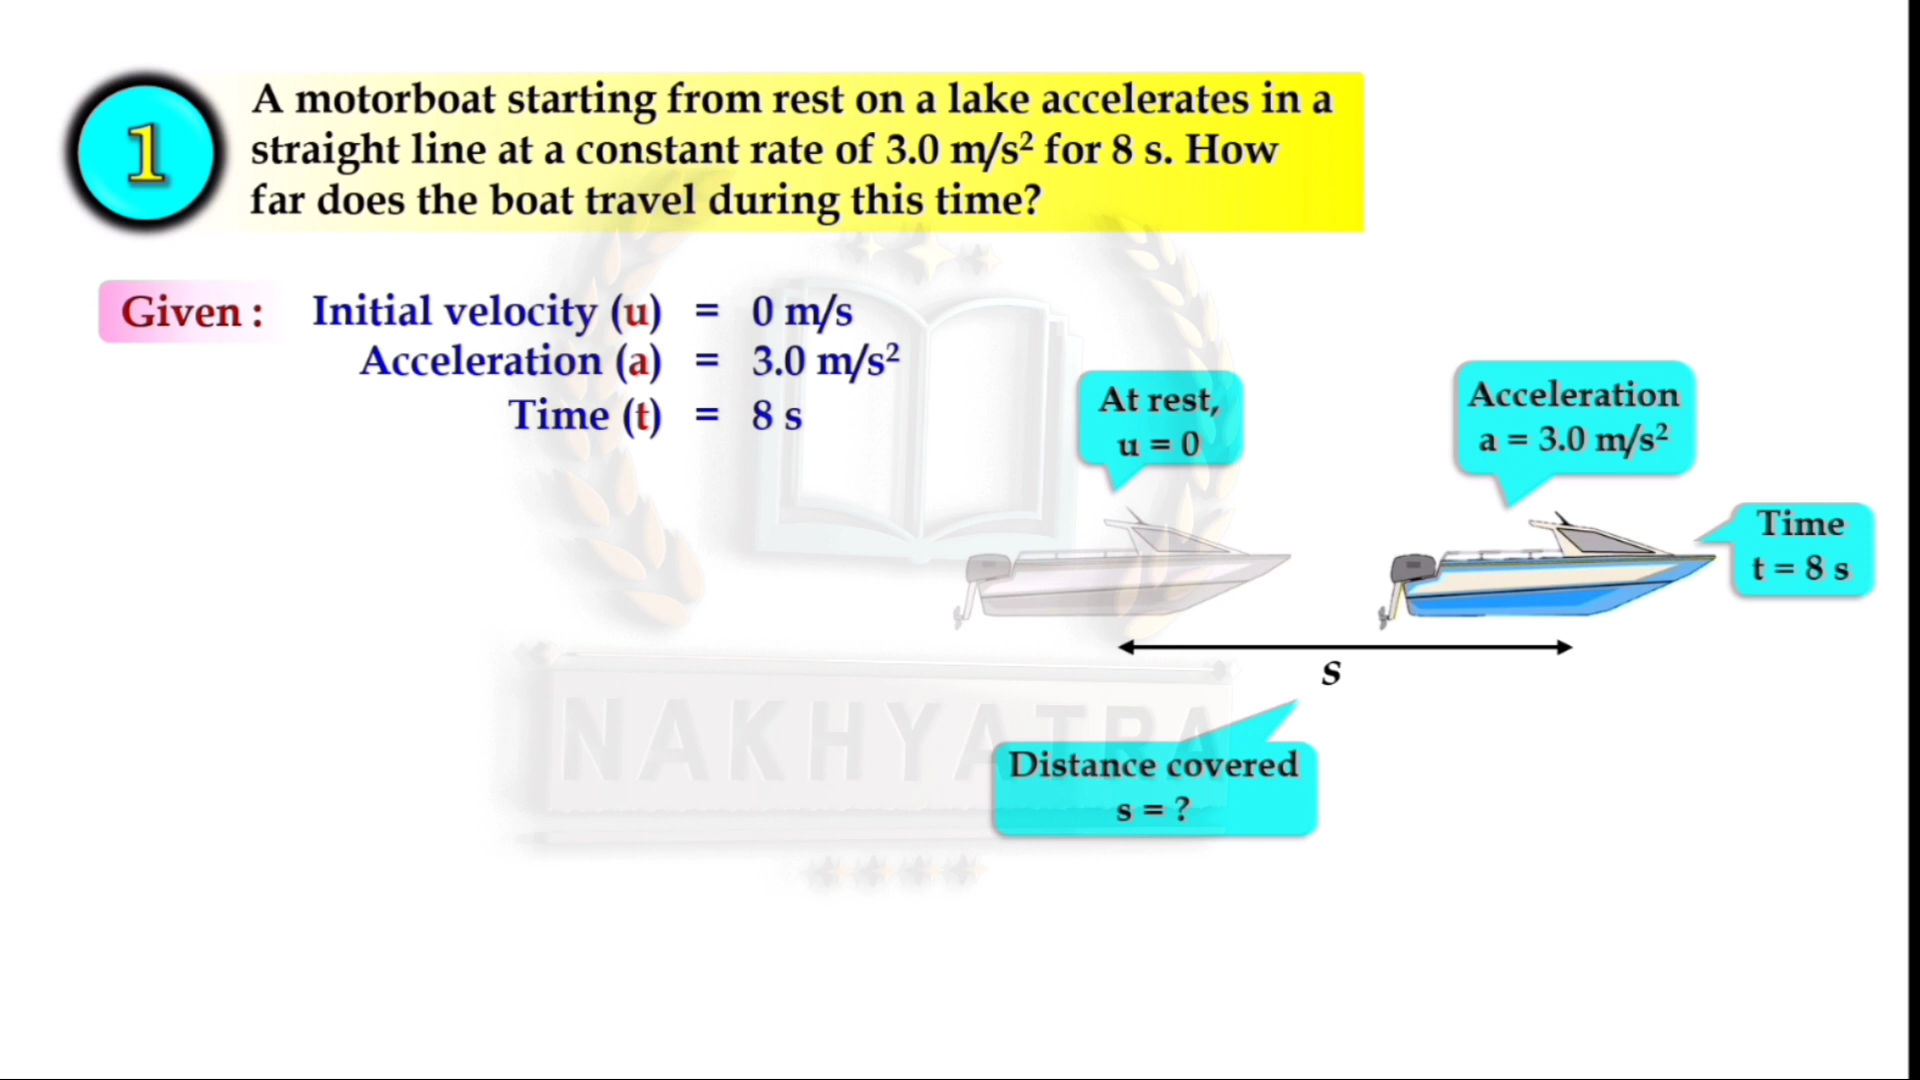 1
A motorboat starting from rest on a lake accelerates in a
straight line at a constant rate of 3.0 m/s² for 8 s. How
far does the boat travel during this time?
Given : Initial velocity (u) = 0 m/s
Acceleration (a) = 3.0 m/s²
Time (t) = 8 s
At rest,
u = 0
Acceleration
a = 3.0 m/s²
Time
t = 8 s
s
NAKHYATRA
Distance covered
s = ?